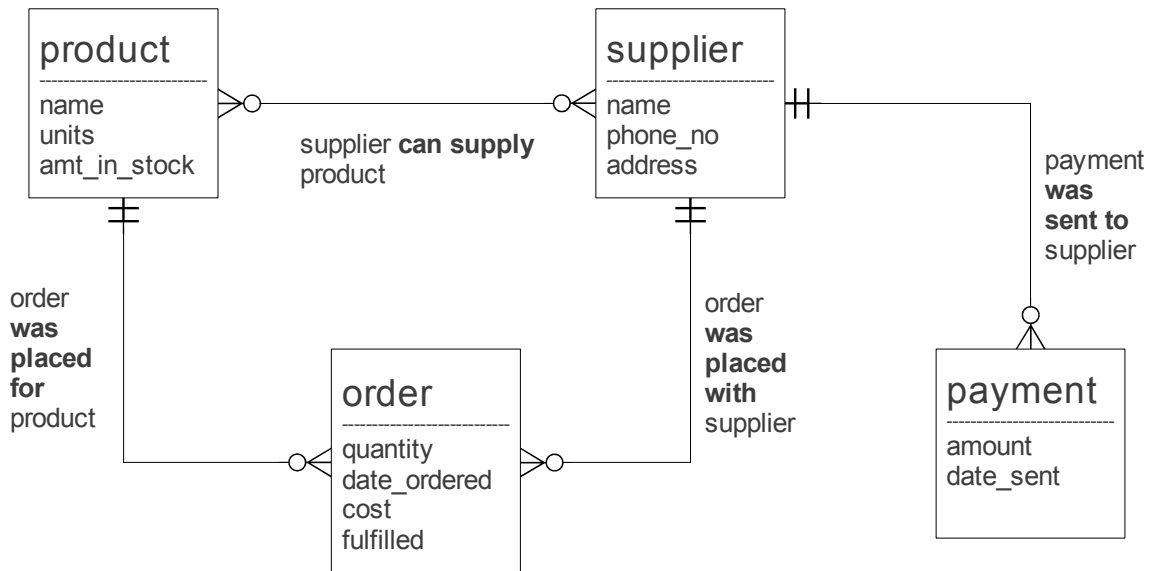 product
name
units
amt_in_stock
supplier can supply
product
supplier
name
phone_no
address
payment
was
sent to
supplier
order
was
placed
for
product
order
quantity
date_ordered
cost
fulfilled
order
was
placed
with
supplier
payment
amount
date_sent